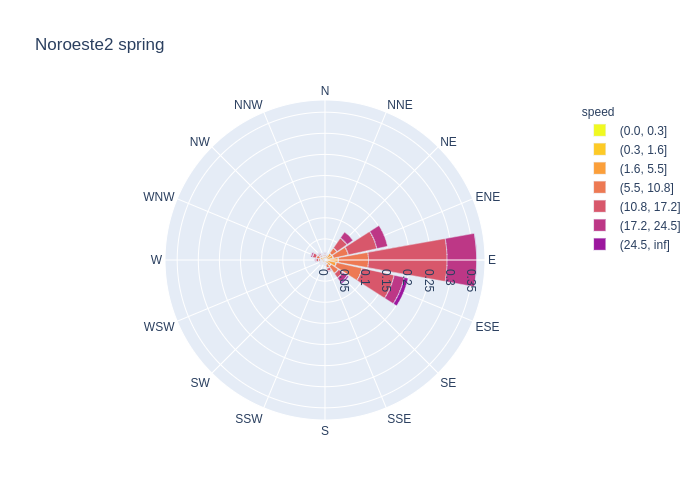 Noroeste2 spring
N
NNE
NE
ENE
E
ESE
SE
SSE
S
SSW
SW
WSW
W
WNW
NW
NNW
0
0.05
0.1
0.15
0.2
0.25
0.3
0.35
speed
(0.0, 0.3]
(0.3, 1.6]
(1.6, 5.5]
(5.5, 10.8]
(10.8, 17.2]
(17.2, 24.5]
(24.5, inf]